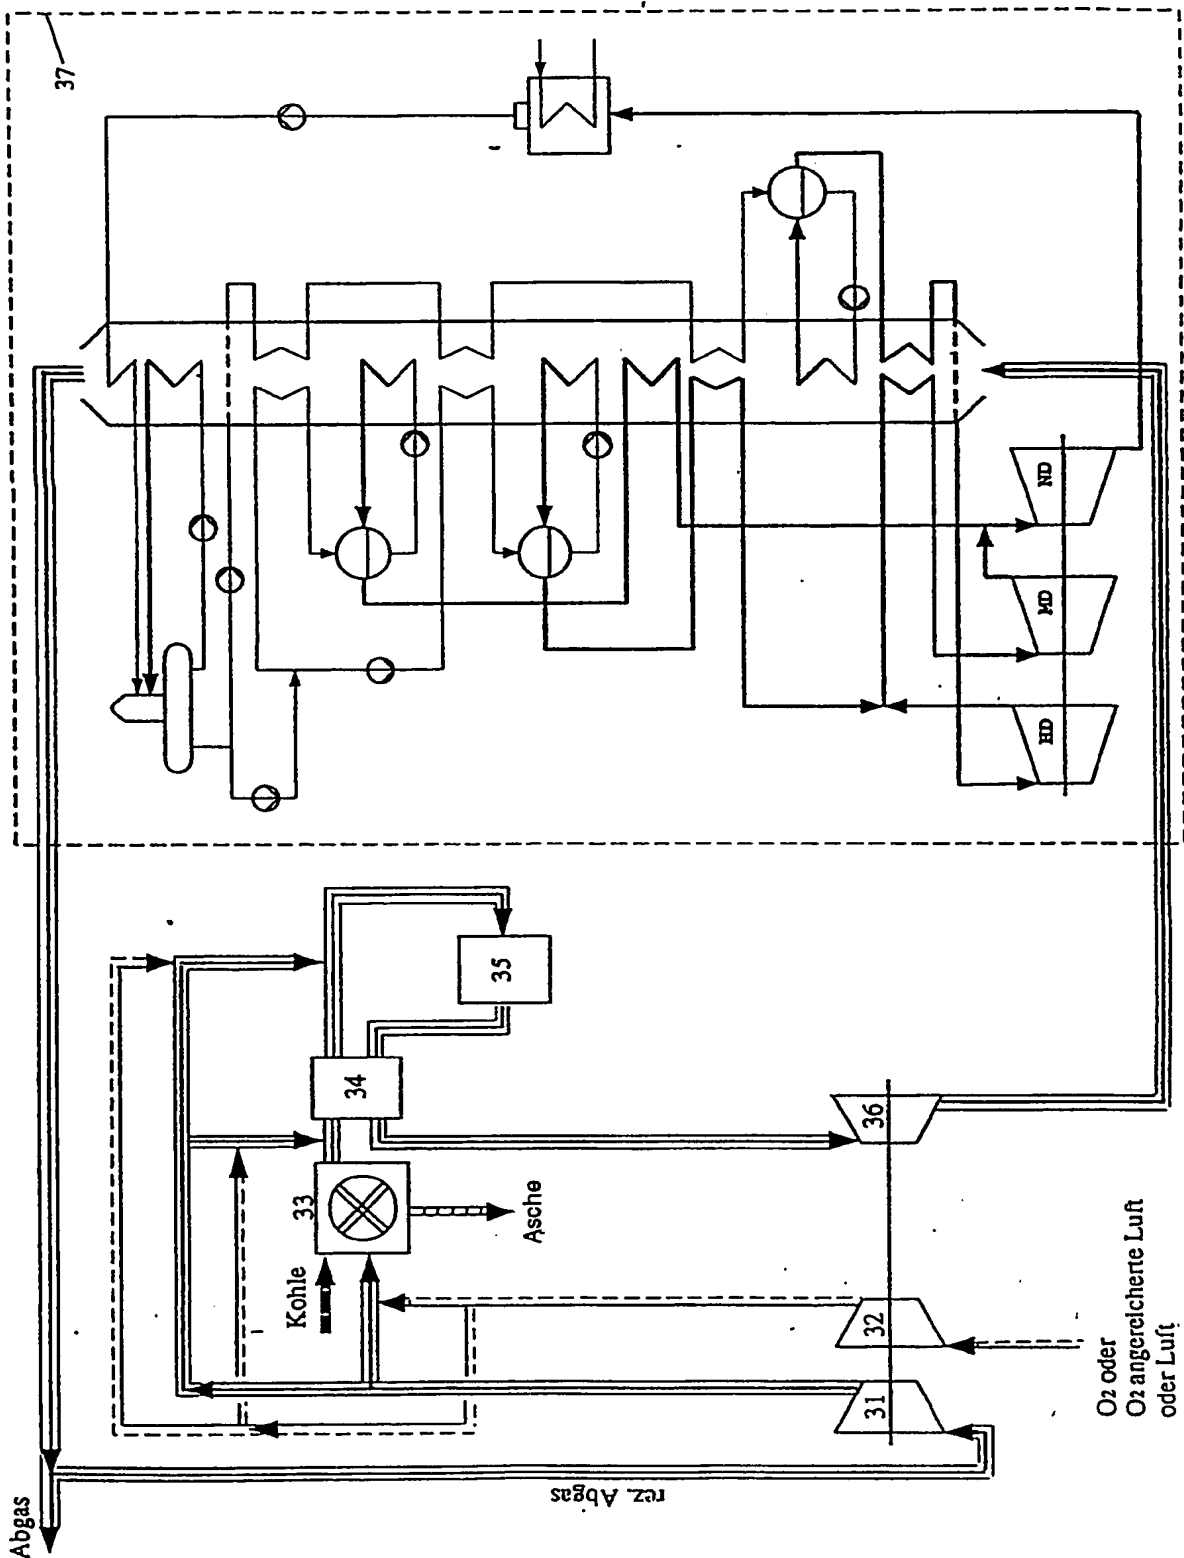 37
Abgas
rez. Abgas
Kohle
Asche
33
34
35
31
32
36
O2 oder
O2 angereicherte Luft
oder Luft
HD
MD
ND